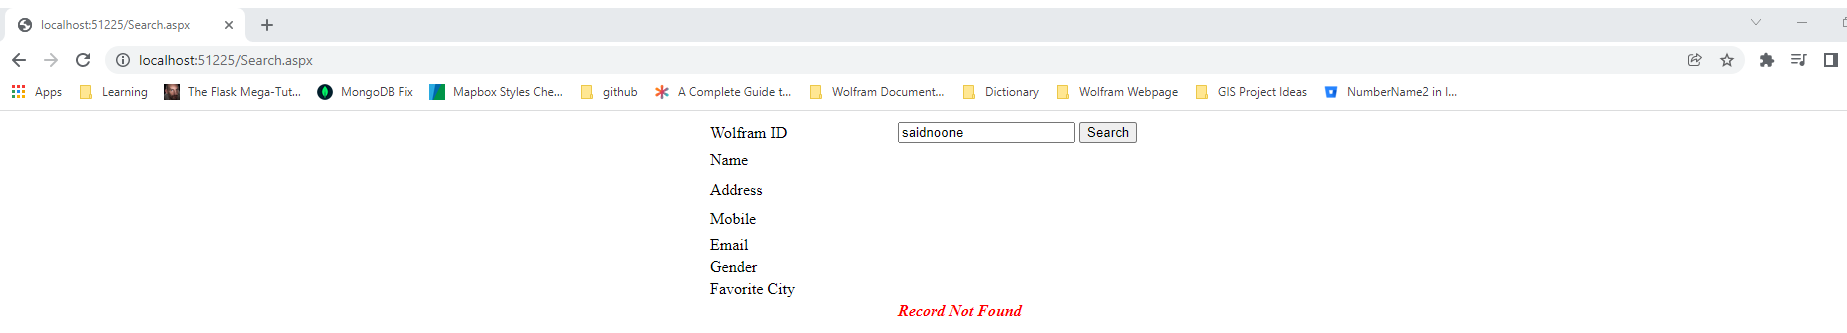 localhost:51225/Search.aspx
localhost:51225/Search.aspx
Apps Learning The Flask Mega-Tut... MongoDB Fix Mapbox Styles Che... github A Complete Guide t... Wolfram Document... Dictionary Wolfram Webpage GIS Project Ideas NumberName2 in I...
Wolfram ID saidnoone Search
Name
Address
Mobile
Email
Gender
Favorite City
Record Not Found